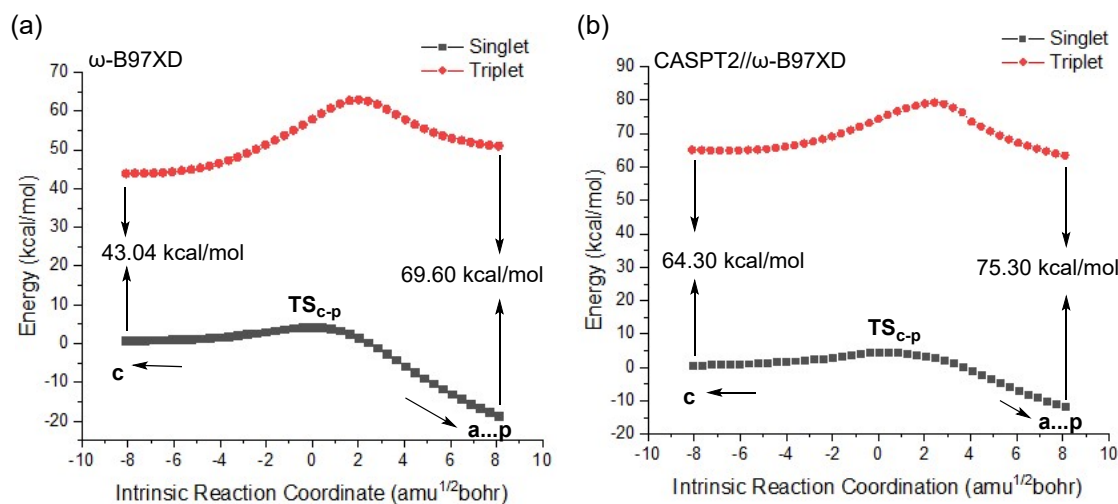 (a)
ω-B97XD
Singlet
Triplet
70
60
50
40
30
20
10
0
-10
-20
Energy (kcal/mol)
43.04 kcal/mol
69.60 kcal/mol
TSc-p
c
a...p
-10 -8 -6 -4 -2 0 2 4 6 8 10
Intrinsic Reaction Coordinate (amu1/2bohr)
(b)
CASPT2//ω-B97XD
Singlet
Triplet
90
80
70
60
50
40
30
20
10
0
-10
-20
Energy (kcal/mol)
64.30 kcal/mol
75.30 kcal/mol
TSc-p
c
a...p
-10 -8 -6 -4 -2 0 2 4 6 8 10
Intrinsic Reaction Coordination (amu1/2bohr)